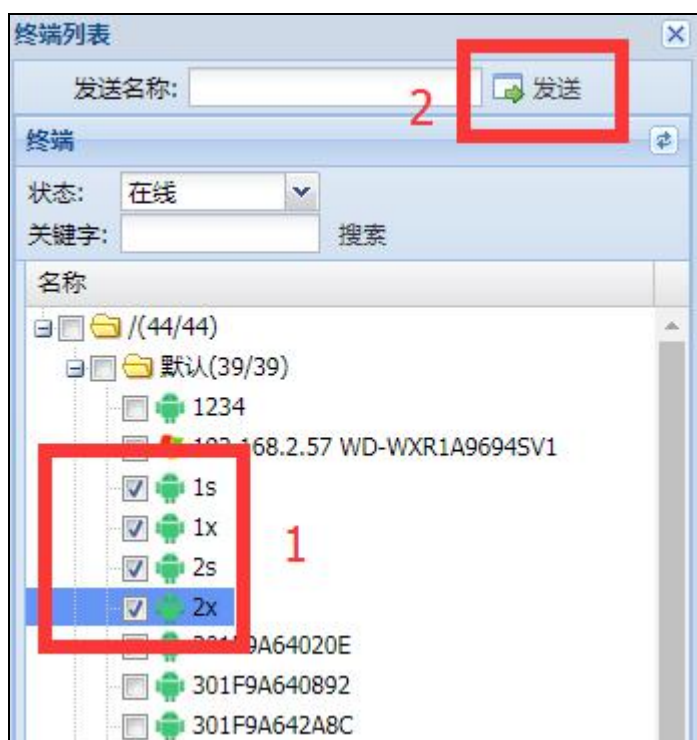 终端列表
发送名称: 发送
2
终端
状态: 在线
关键字: 搜索
名称
/(44/44)
默认(39/39)
1234
168.2.57 WD-WXR1A9694SV1
1s
1x
1
2s
2x
9A64020E
301F9A640892
301F9A642A8C